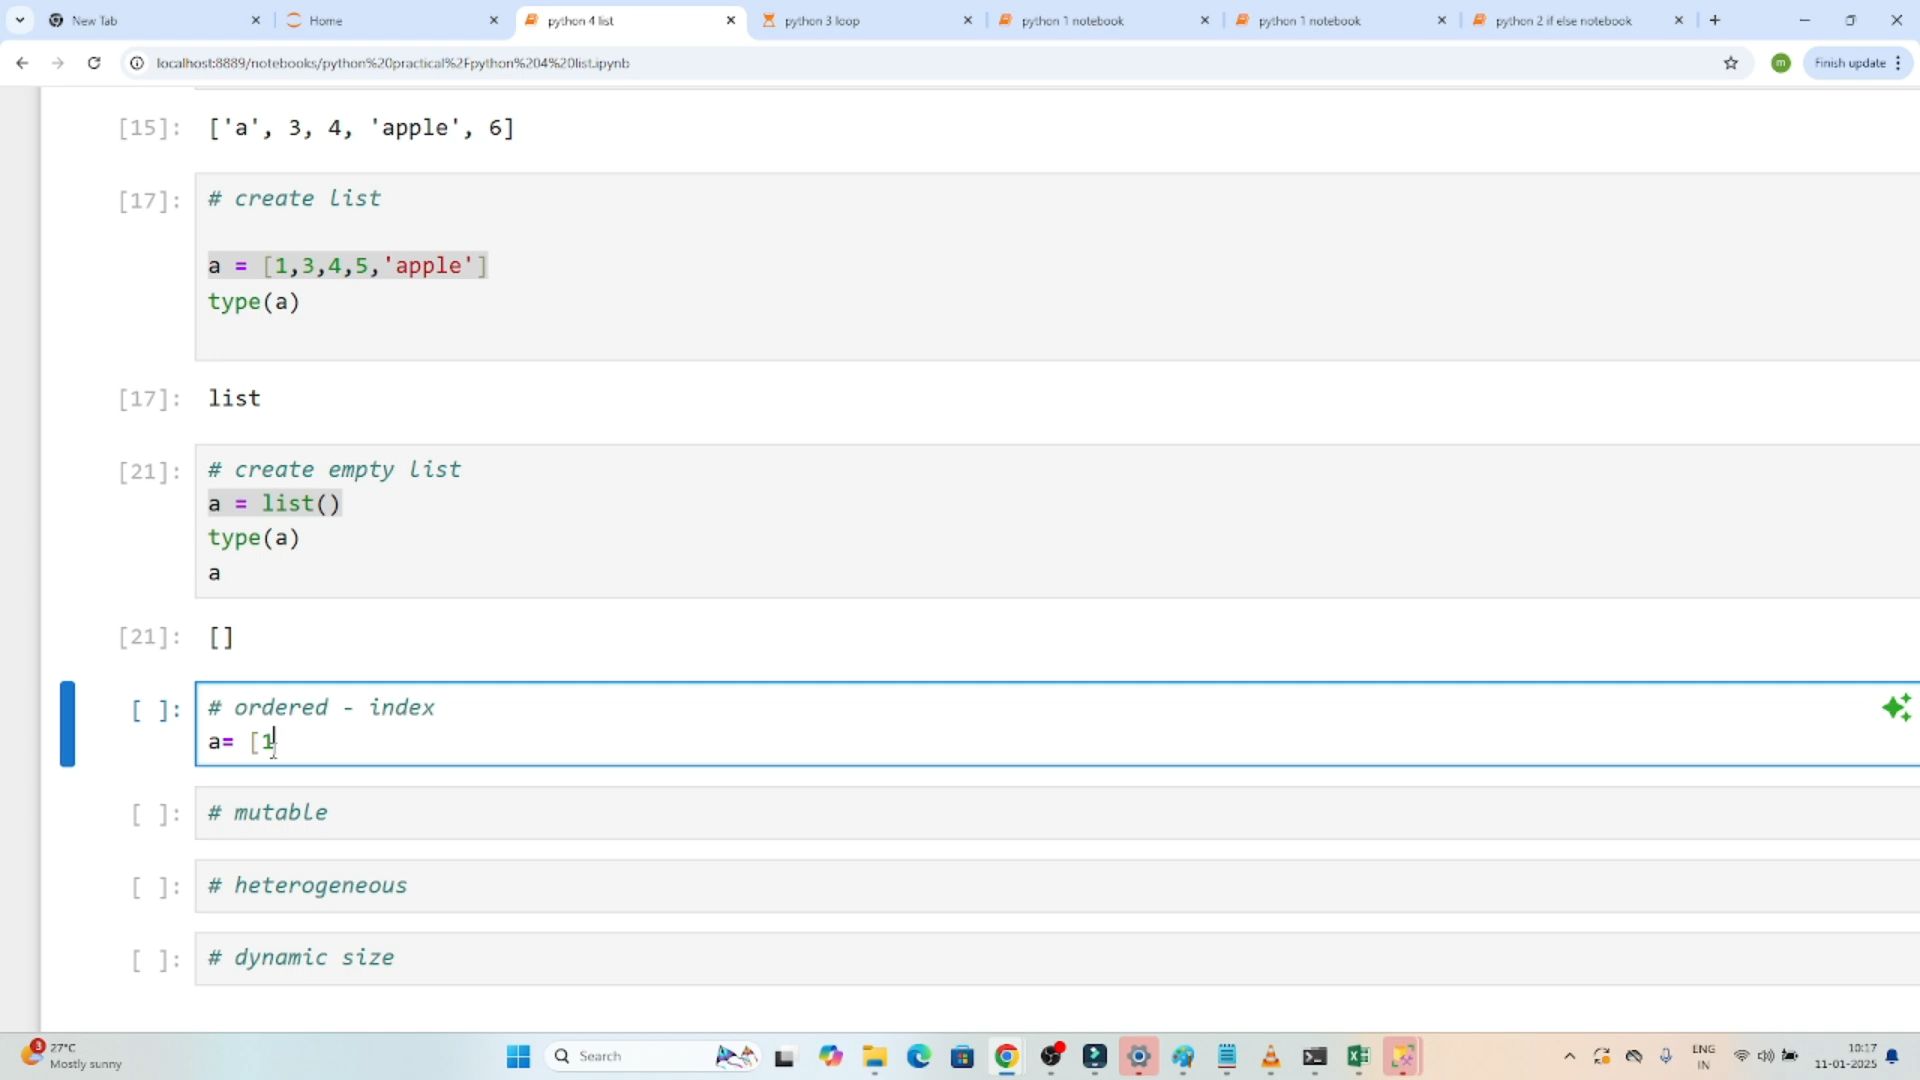 New Tab
Home
python 4 list
python 3 loop
python 1 notebook
python 1 notebook
python 2 if else notebook
localhost:8889/notebooks/python%20practical%2Fpython%204%20list.ipynb
m
Finish update
[15]: ['a', 3, 4, 'apple', 6]
[17]: # create list
a = [1,3,4,5,'apple']
type(a)
[17]: list
[21]: # create empty list
a = list()
type(a)
a
[21]: []
[ ]: # ordered - index
a= [1
[ ]: # mutable
[ ]: # heterogeneous
[ ]: # dynamic size
3
27°C
Mostly sunny
Search
ENG
IN
10:17
11-01-2025